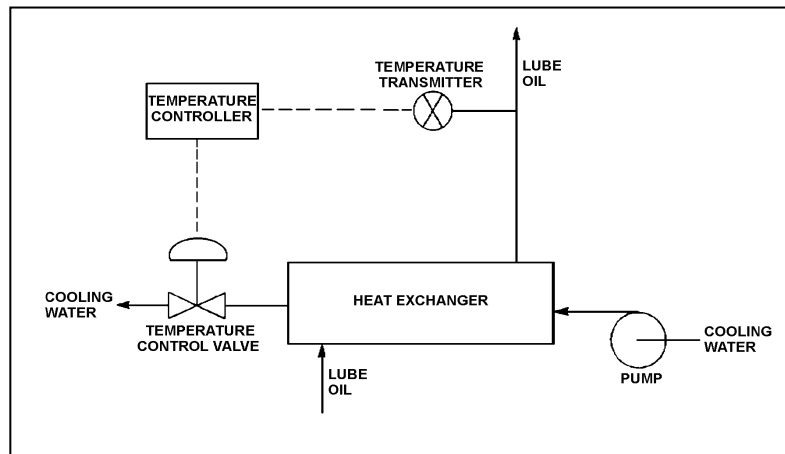 TEMPERATURE
TRANSMITTER
LUBE
OIL
TEMPERATURE
CONTROLLER
COOLING
WATER
TEMPERATURE
CONTROL VALVE
HEAT EXCHANGER
LUBE
OIL
PUMP
COOLING
WATER